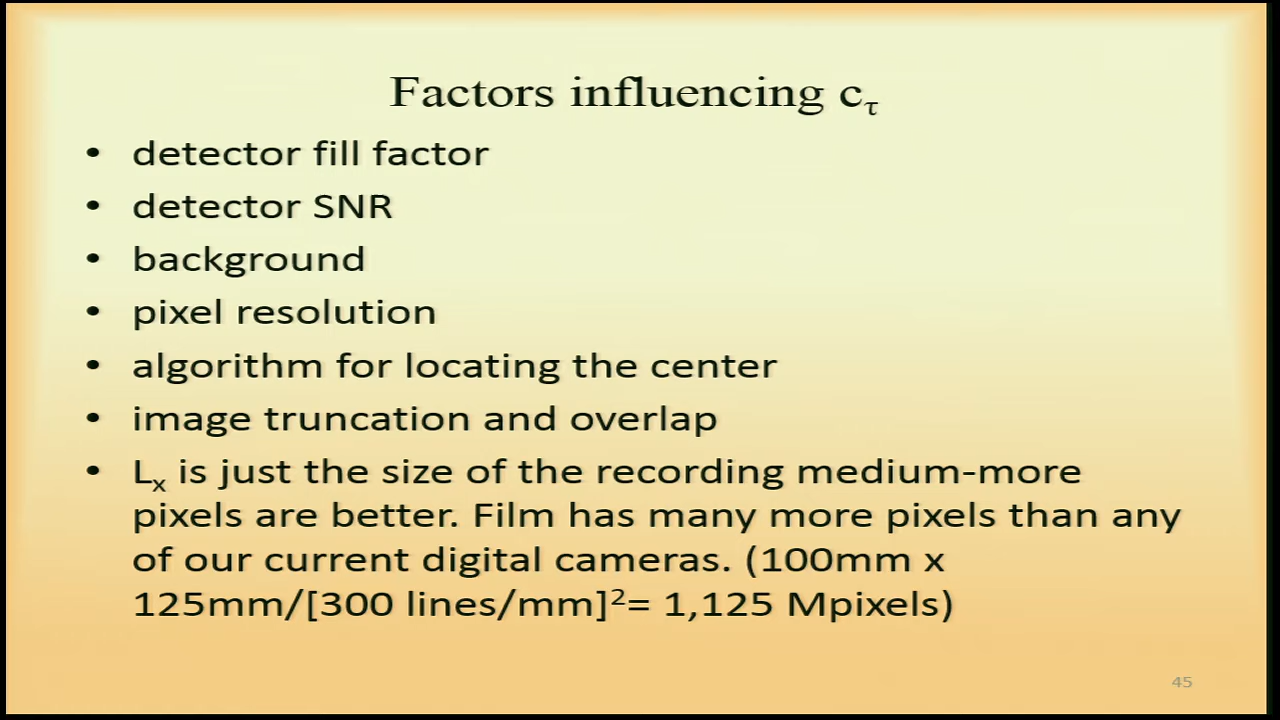 Factors influencing cτ
• detector fill factor
• detector SNR
• background
• pixel resolution
• algorithm for locating the center
• image truncation and overlap
• Lx is just the size of the recording medium-more
pixels are better. Film has many more pixels than any
of our current digital cameras. (100mm x
125mm/[300 lines/mm]²= 1,125 Mpixels)
45